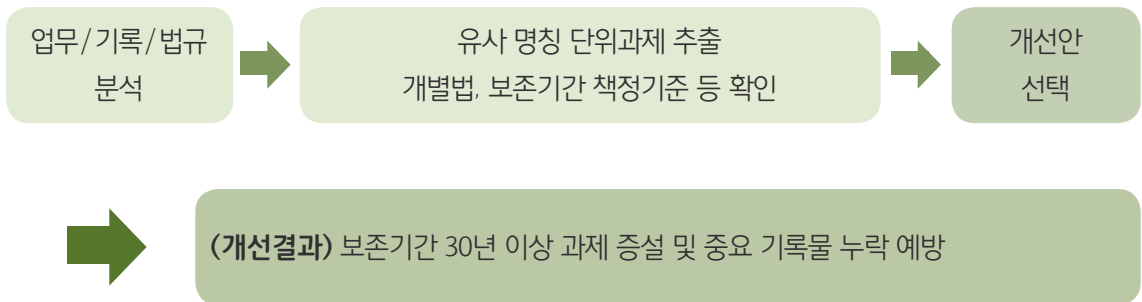 업무/기록/법규
분석
유사 명칭 단위과제 추출
개별법, 보존기간 책정기준 등 확인
개선안
선택
(개선결과) 보존기간 30년 이상 과제 증설 및 중요 기록물 누락 예방